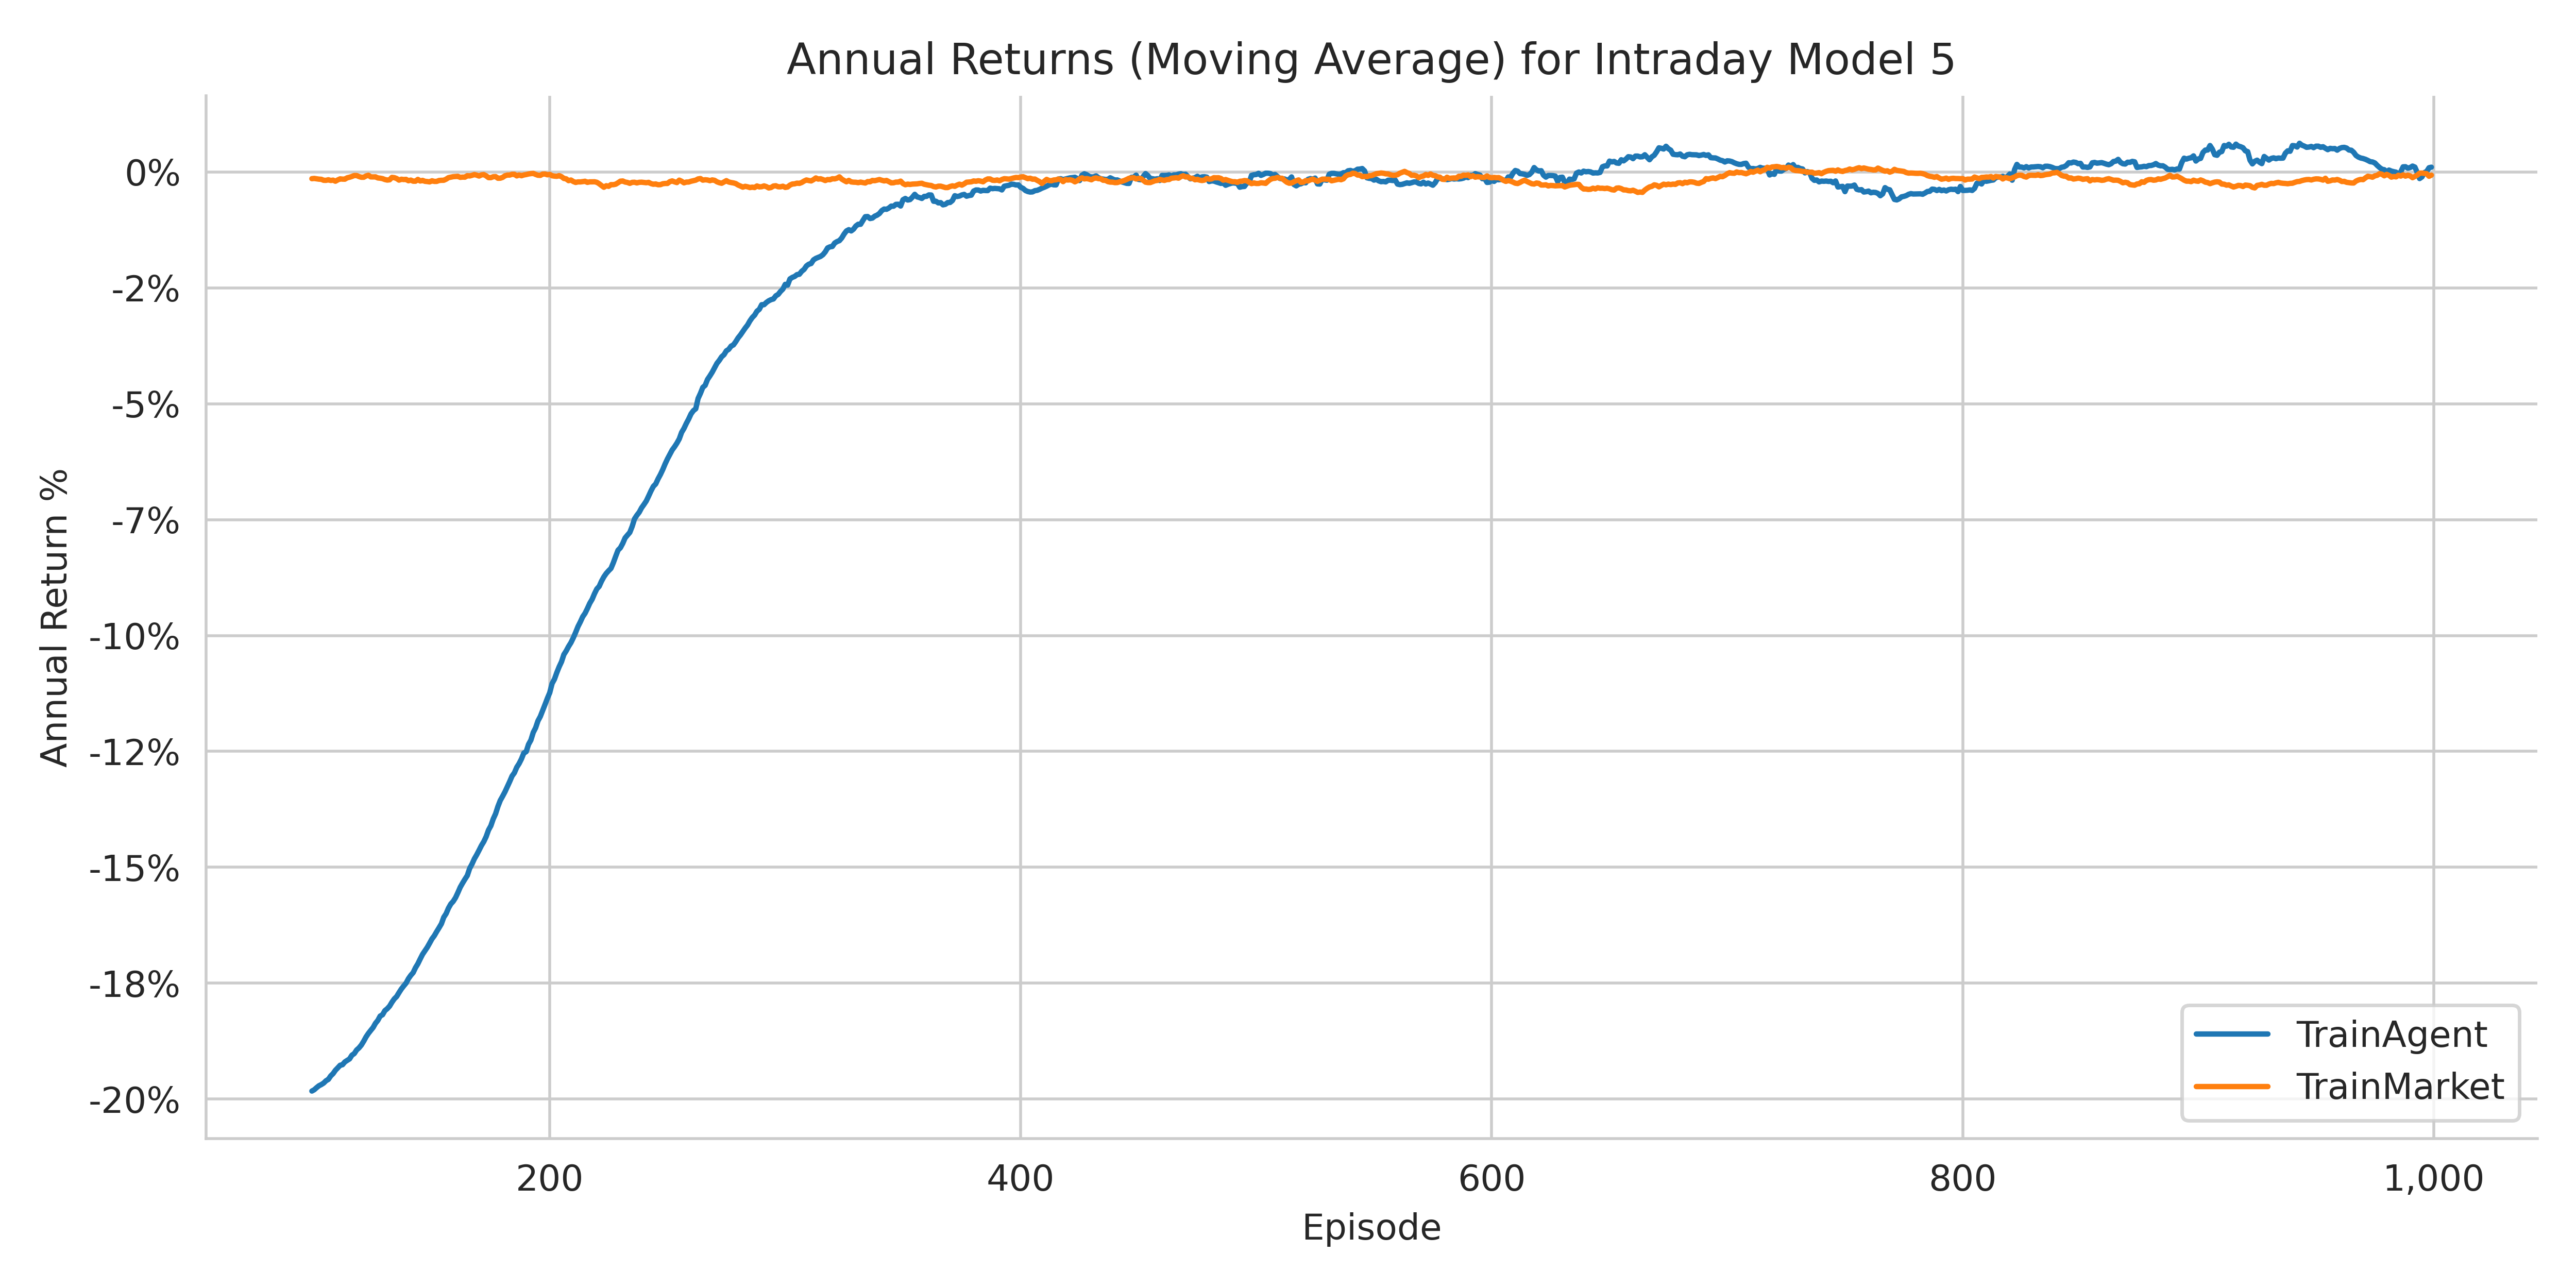 Annual Returns (Moving Average) for Intraday Model 5
Annual Return %
0%
-2%
-5%
-7%
-10%
-12%
-15%
-18%
-20%
200
400
600
800
1,000
Episode
TrainAgent
TrainMarket